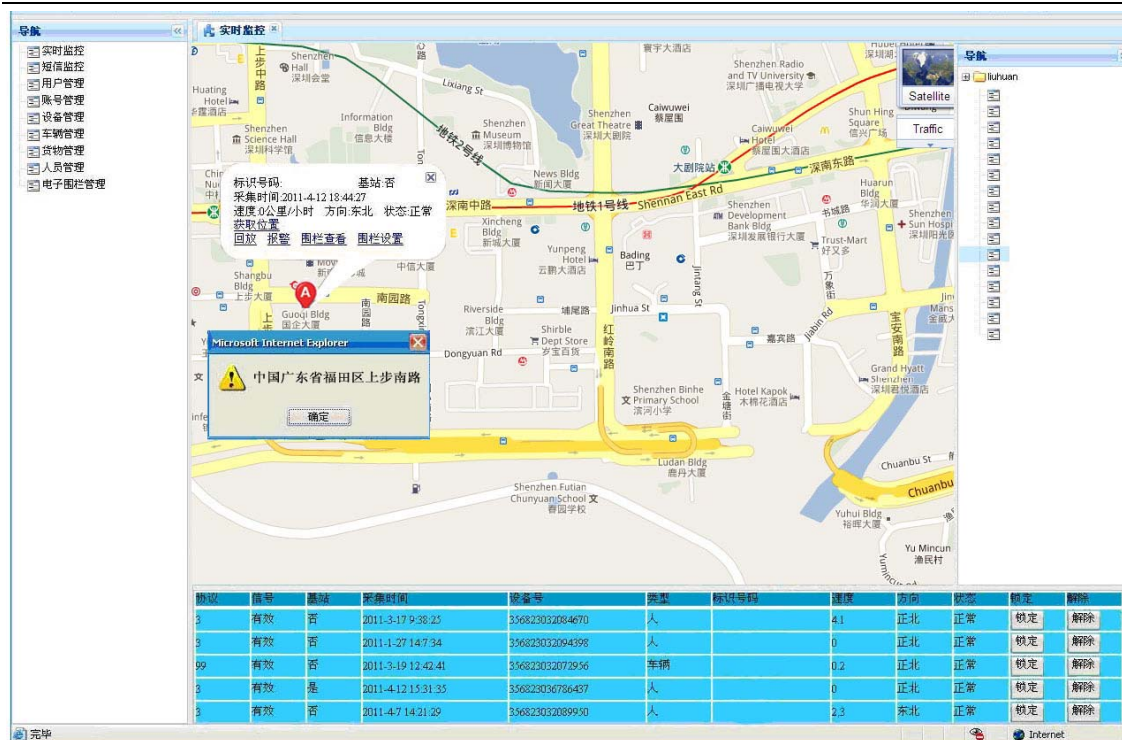 导航
实时监控
短信监控
用户管理
账号管理
设备管理
车辆管理
货物管理
人员管理
电子围栏管理
实时监控
上步中路
Shenzhen
Hall
深圳会堂
Huating
Hotel
Shenzhen
Science Hall
深圳科学馆
Information
Bldg
信息大楼
Lixiang St
地铁2号线
Shenzhen
Museum
深圳博物馆
Shenzhen
Great Theatre
深圳大剧院
寰宇大酒店
Caiwuwei
蔡屋围
Shenzhen Radio
and TV University
深圳广播电视大学
Caiwuwei
Hotel
蔡屋围大酒店
Shun Hing
Square
信兴广场
Satellite
Traffic
大剧院站
深南东路
News Bldg
新闻大厦
深南中路
地铁1号线
Shennan East Rd
标识号码: 基站:否
采集时间:2011-4-12 18:44:27
速度:0公里/小时 方向:东北 状态:正常
获取位置
回放 报警 围栏查看 围栏设置
Xincheng
Bldg
新城大厦
Yunpeng
Hotel
云鹏大酒店
Bading
巴丁
Shenzhen
Development
Bank Bldg
深圳发展银行大厦
书城路
Huarun
Bldg
华润大厦
Trust-Mart
好又多
Shenzhen
Sun Hospi
深圳阳光医
万象街
中信大厦
Shangbu
Bldg
上步大厦
A
Guoqi Bldg
国企大厦
南园路
南园路
Riverside
Bldg
滨江大厦
埔尾路
Jinhua St
Jintang St
Shirble
Dept Store
岁宝百货
红岭南路
Dongyuan Rd
嘉宾路
Jiabin Rd
宝安南路
Grand Hyatt
Shenzhen
深圳君悦酒店
Microsoft Internet Explorer
中国广东省福田区上步南路
确定
Shenzhen Binhe
Primary School
滨河小学
金塘街
Hotel Kapok
木棉花酒店
Ludan Bldg
鹿丹大厦
Shenzhen Futian
Chunyuan School
春园学校
Chuanbu St
Chuanbu
Yuhui Bldg
裕晖大厦
Yu Mincun
渔民村
导航
liuhuan
协议 信号 基站 采集时间 设备号 类型 标识号码 速度 方向 状态 锁定 解除
3 有效 否 2011-3-17 9:38:25 356823032084670 人 4.1 正北 正常 锁定 解除
3 有效 否 2011-1-27 14:7:34 356823032094398 人 0 正北 正常 锁定 解除
99 有效 否 2011-3-19 12:42:41 356823032072956 车辆 0.2 正北 正常 锁定 解除
3 有效 是 2011-4-12 15:31:35 356823036786437 人 0 正北 正常 锁定 解除
3 有效 否 2011-4-7 14:21:29 356823032089950 人 2.3 东北 正常 锁定 解除
完毕
Internet